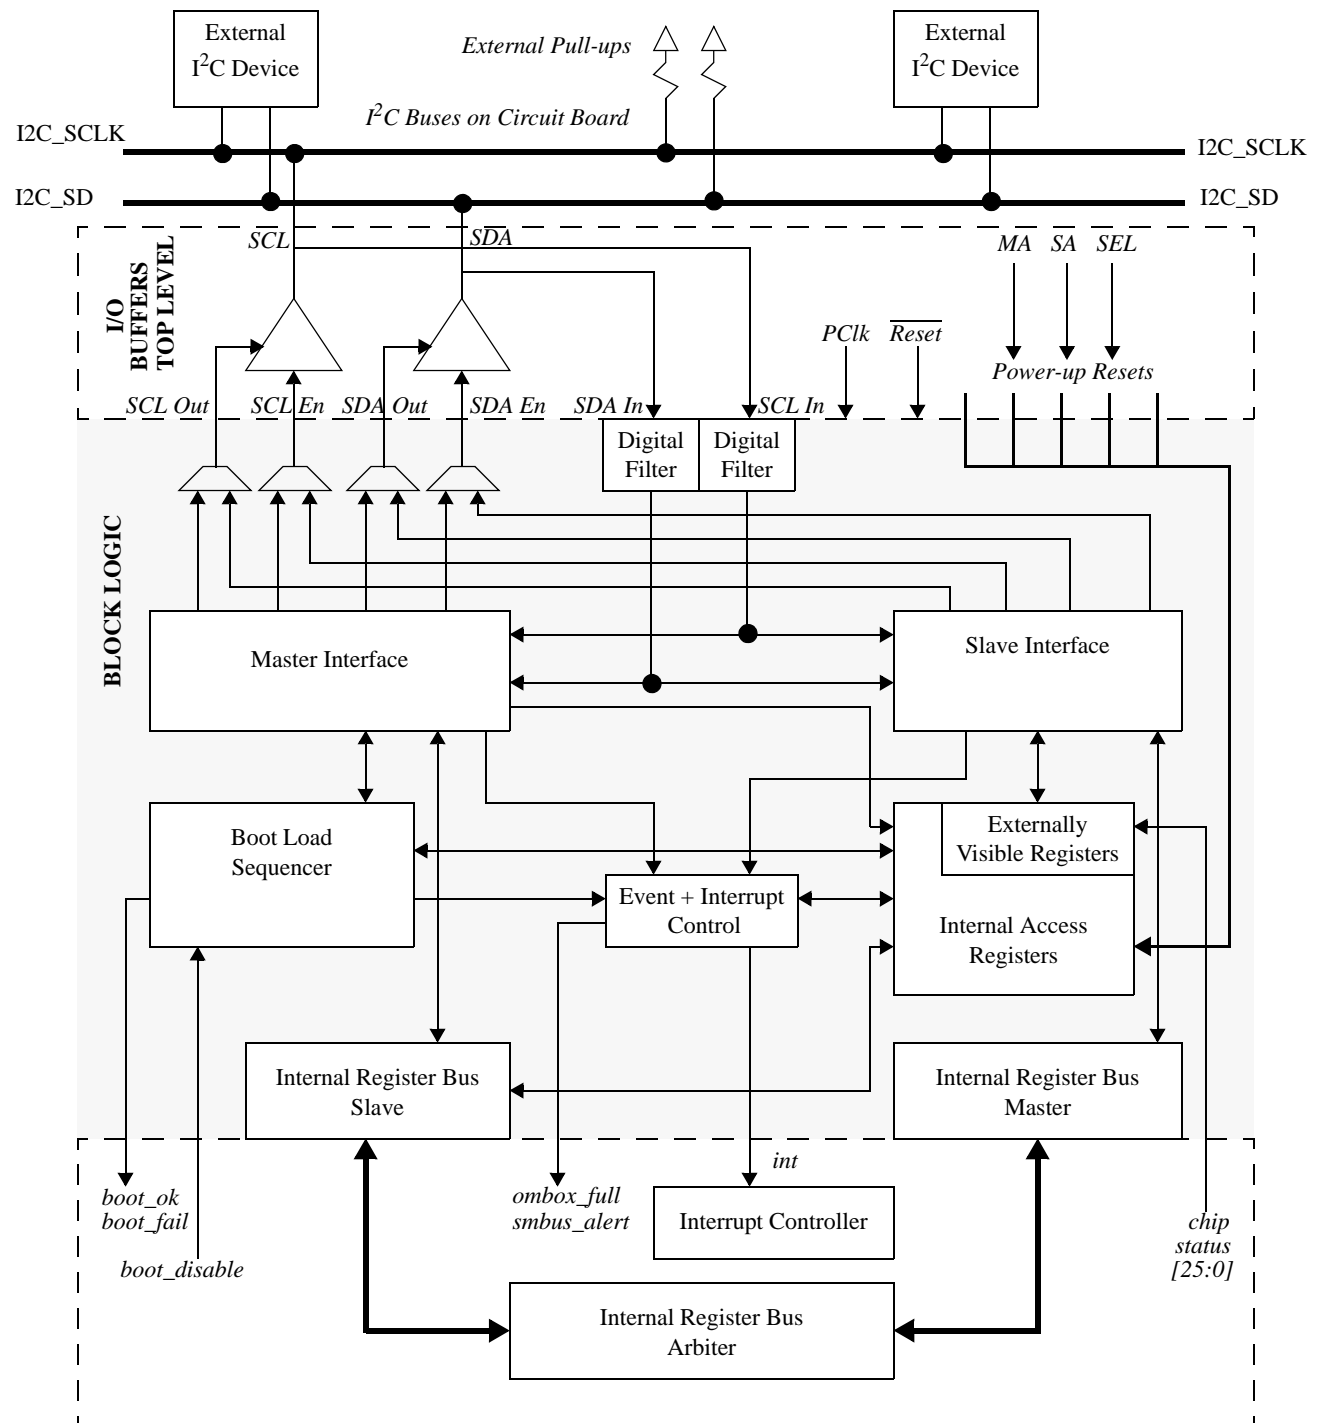 External
I²C Device
External Pull-ups
External
I²C Device
I²C Buses on Circuit Board
I2C_SCLK
I2C_SCLK
I2C_SD
I2C_SD
I/O
BUFFERS
TOP LEVEL
SCL
SDA
MA
SA
SEL
PClk
Reset
Power-up Resets
SCL Out
SCL En
SDA Out
SDA En
SDA In
SCL In
Digital
Filter
Digital
Filter
BLOCK LOGIC
Master Interface
Slave Interface
Boot Load
Sequencer
Externally
Visible Registers
Event + Interrupt
Control
Internal Access
Registers
Internal Register Bus
Slave
Internal Register Bus
Master
boot_ok
boot_fail
boot_disable
ombox_full
smbus_alert
int
Interrupt Controller
chip
status
[25:0]
Internal Register Bus
Arbiter